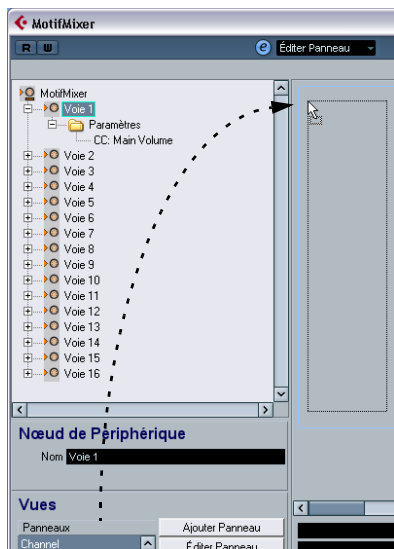 MotifMixer
R W
e Éditer Panneau
MotifMixer
Voie 1
Paramètres
CC: Main Volume
Voie 2
Voie 3
Voie 4
Voie 5
Voie 6
Voie 7
Voie 8
Voie 9
Voie 10
Voie 11
Voie 12
Voie 13
Voie 14
Voie 15
Voie 16
Nœud de Périphérique
Nom Voie 1
Vues
Panneaux Ajouter Panneau
Channel Éditer Panneau